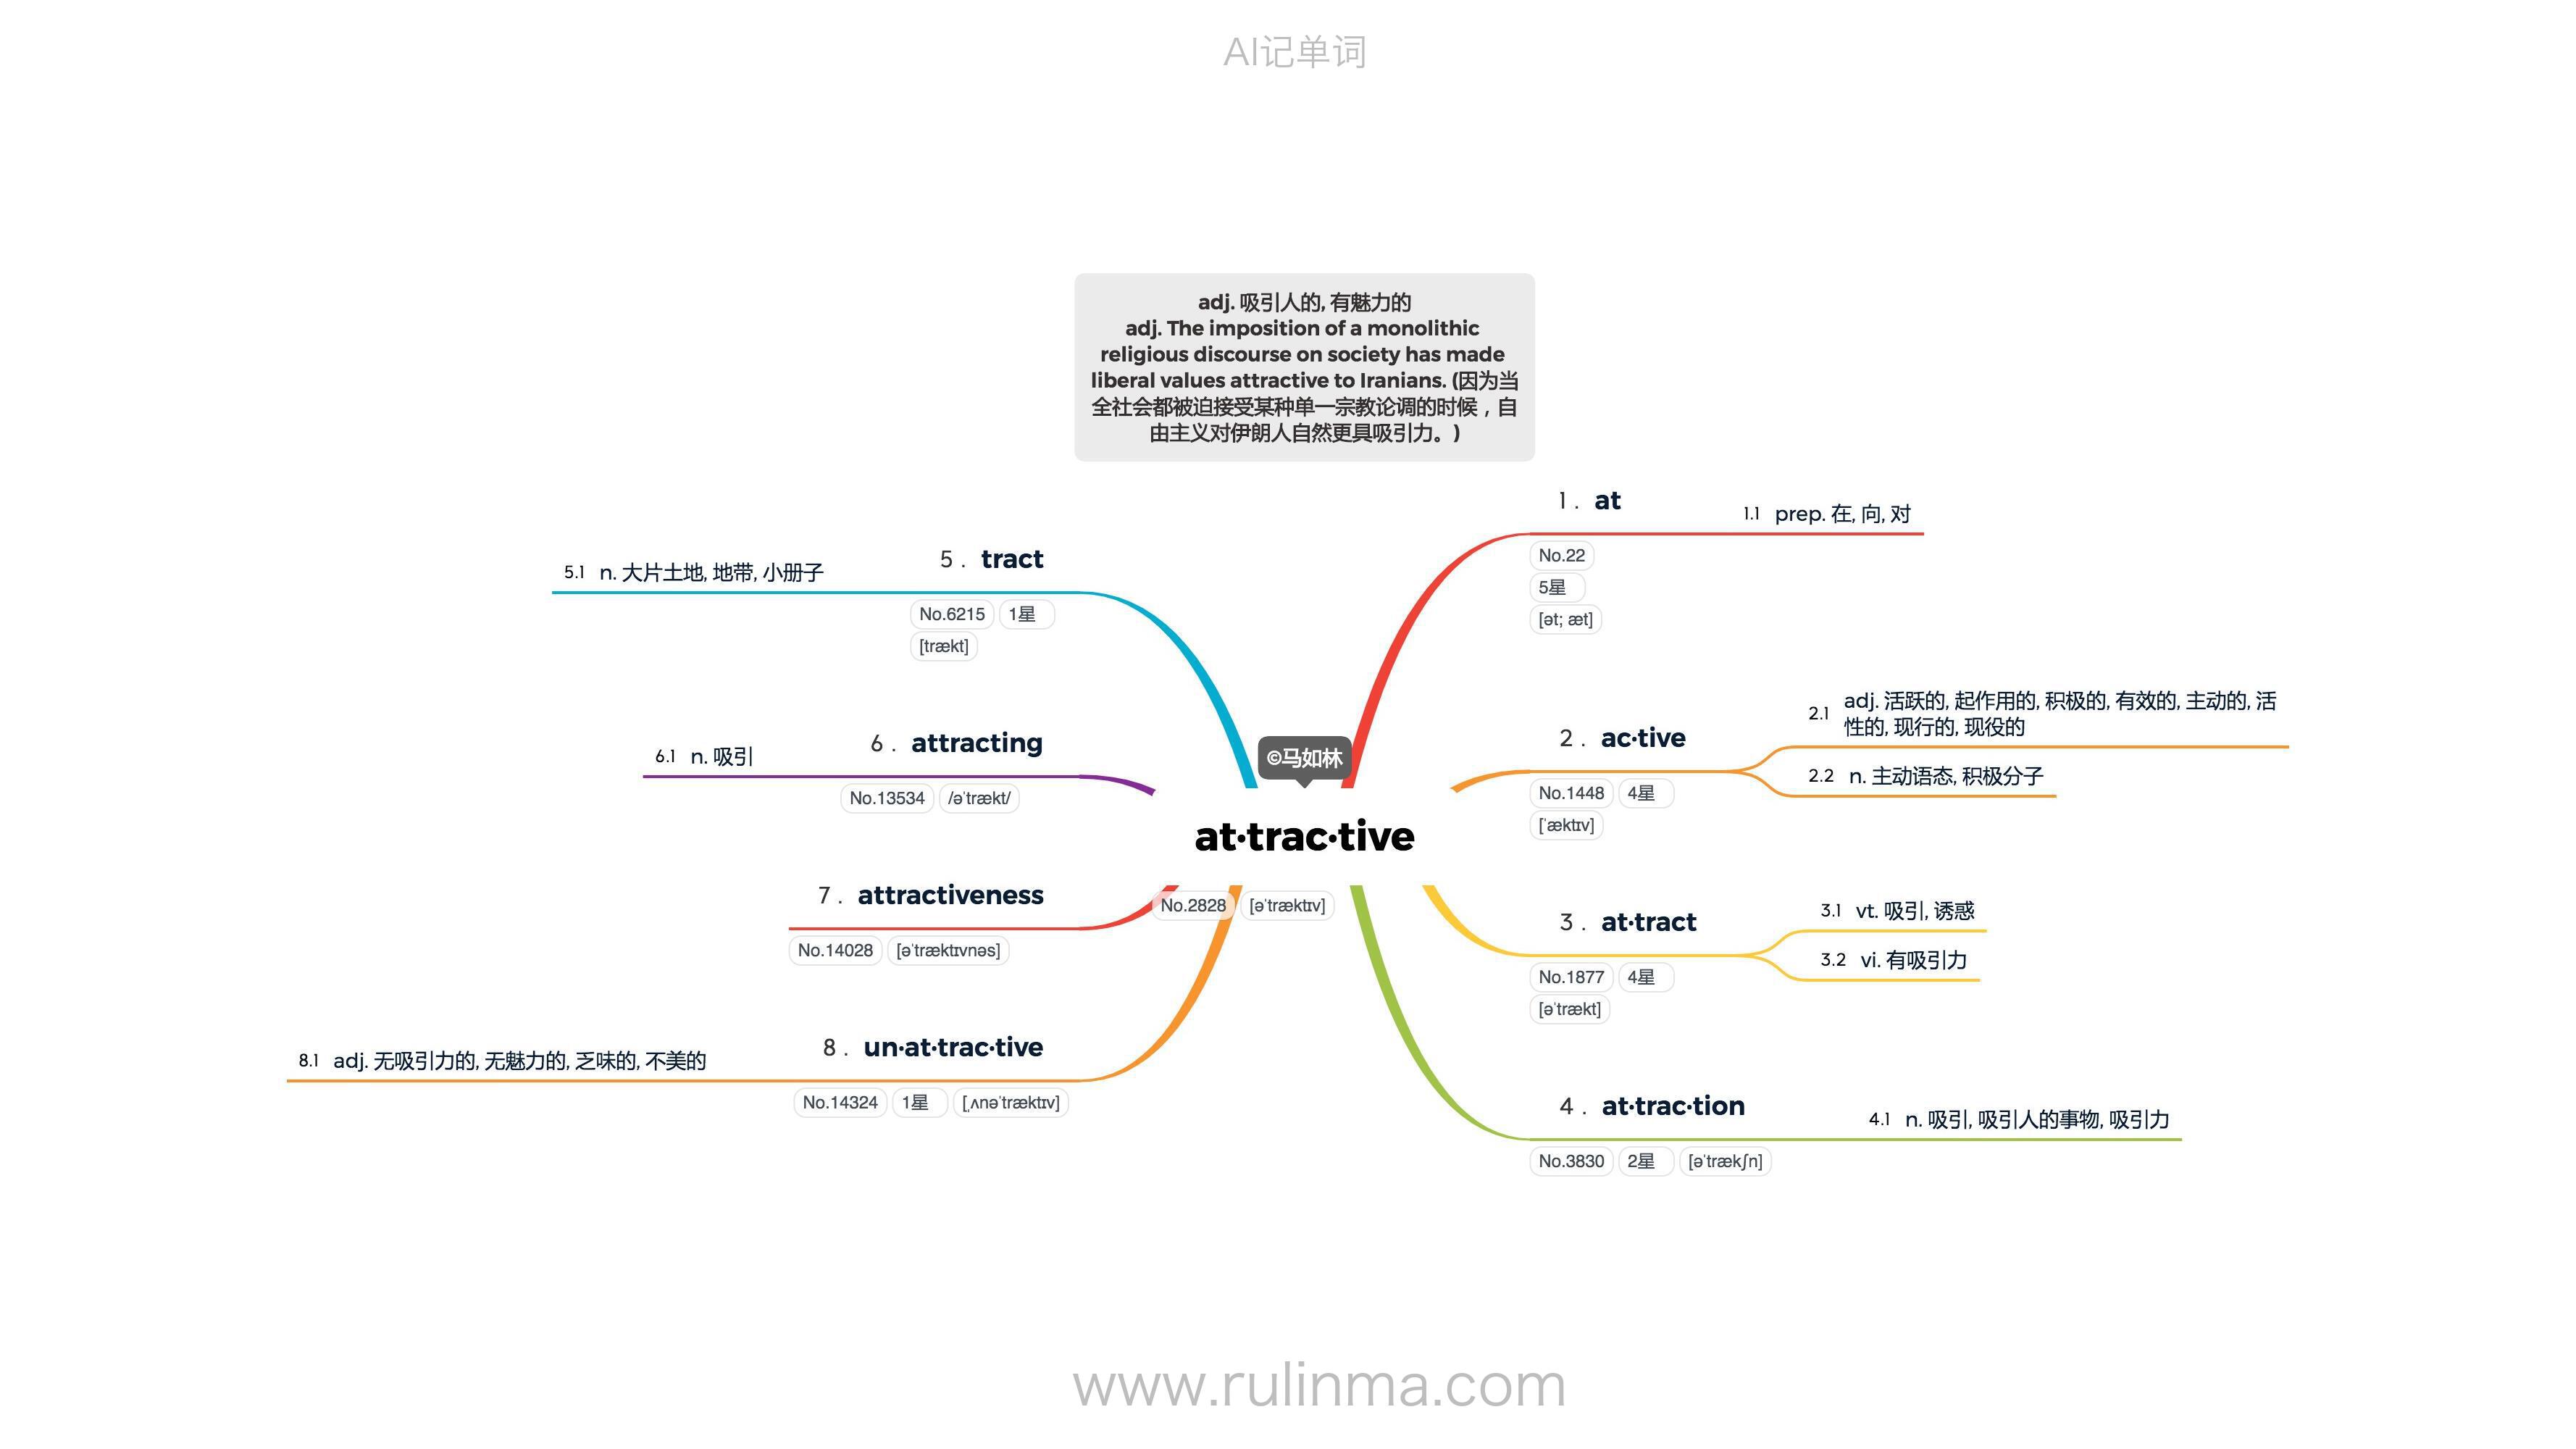 AI记单词
adj. 吸引人的, 有魅力的
adj. The imposition of a monolithic
religious discourse on society has made
liberal values attractive to Iranians. (因为当
全社会都被迫接受某种单一宗教论调的时候，自
由主义对伊朗人自然更具吸引力。)
©马如林
at·trac·tive
No.2828 [əˈtræktɪv]
1. at
No.22
5星
[ət; æt]
1.1 prep. 在, 向, 对
2. ac·tive
No.1448 4星
[ˈæktɪv]
2.1 adj. 活跃的, 起作用的, 积极的, 有效的, 主动的, 活
性的, 现行的, 现役的
2.2 n. 主动语态, 积极分子
3. at·tract
No.1877 4星
[əˈtrækt]
3.1 vt. 吸引, 诱惑
3.2 vi. 有吸引力
4. at·trac·tion
No.3830 2星 [əˈtrækʃn]
4.1 n. 吸引, 吸引人的事物, 吸引力
5. tract
No.6215 1星
[trækt]
5.1 n. 大片土地, 地带, 小册子
6. attracting
No.13534 /əˈtrækt/
6.1 n. 吸引
7. attractiveness
No.14028 [əˈtræktɪvnəs]
8. un·at·trac·tive
No.14324 1星 [ˌʌnəˈtræktɪv]
8.1 adj. 无吸引力的, 无魅力的, 乏味的, 不美的
www.rulinma.com